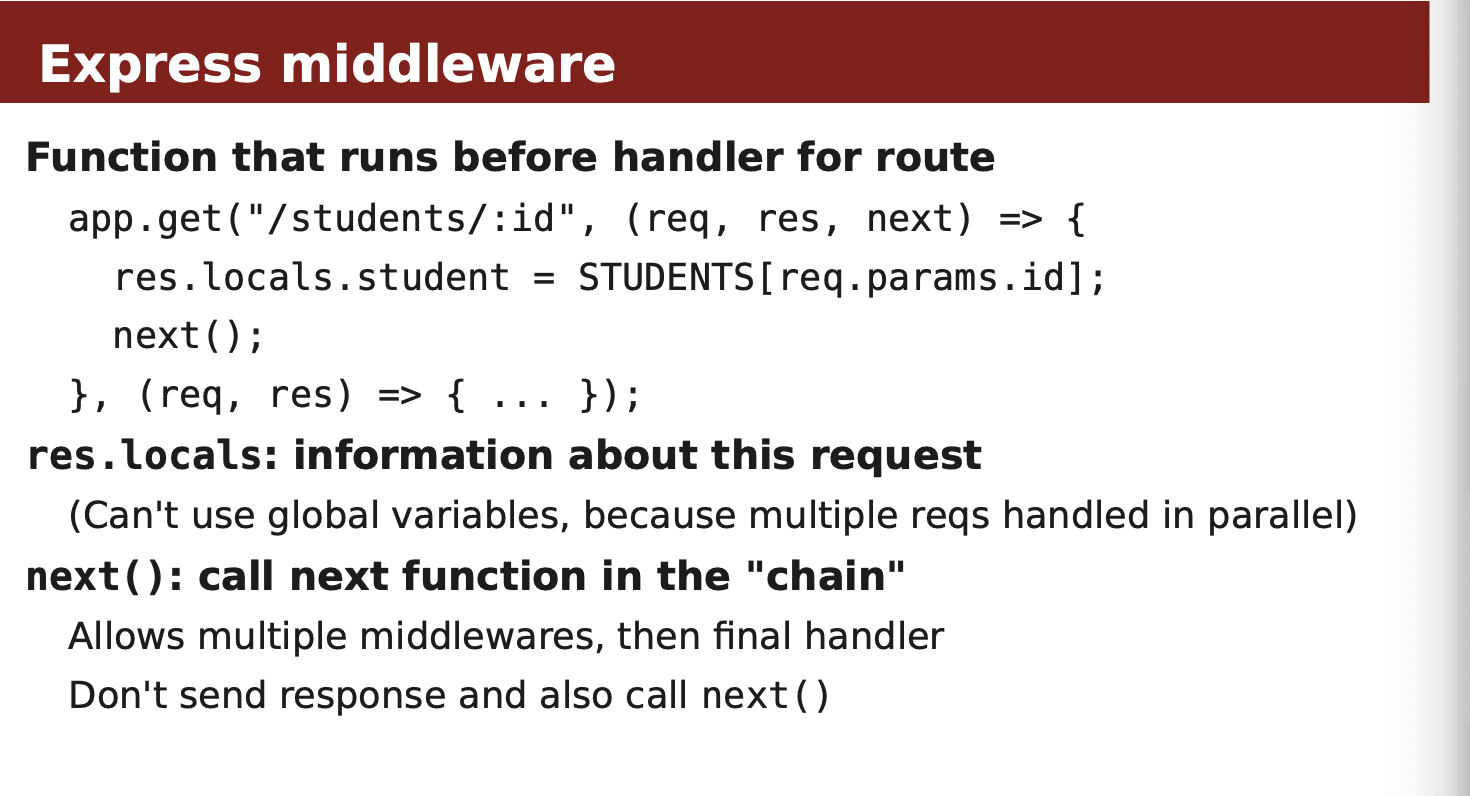 Express middleware
Function that runs before handler for route
app.get("/students/:id", (req, res, next) => {
res.locals.student = STUDENTS[req.params.id];
next();
}, (req, res) => { ... });
res.locals: information about this request
(Can't use global variables, because multiple reqs handled in parallel)
next(): call next function in the "chain"
Allows multiple middlewares, then final handler
Don't send response and also call next()